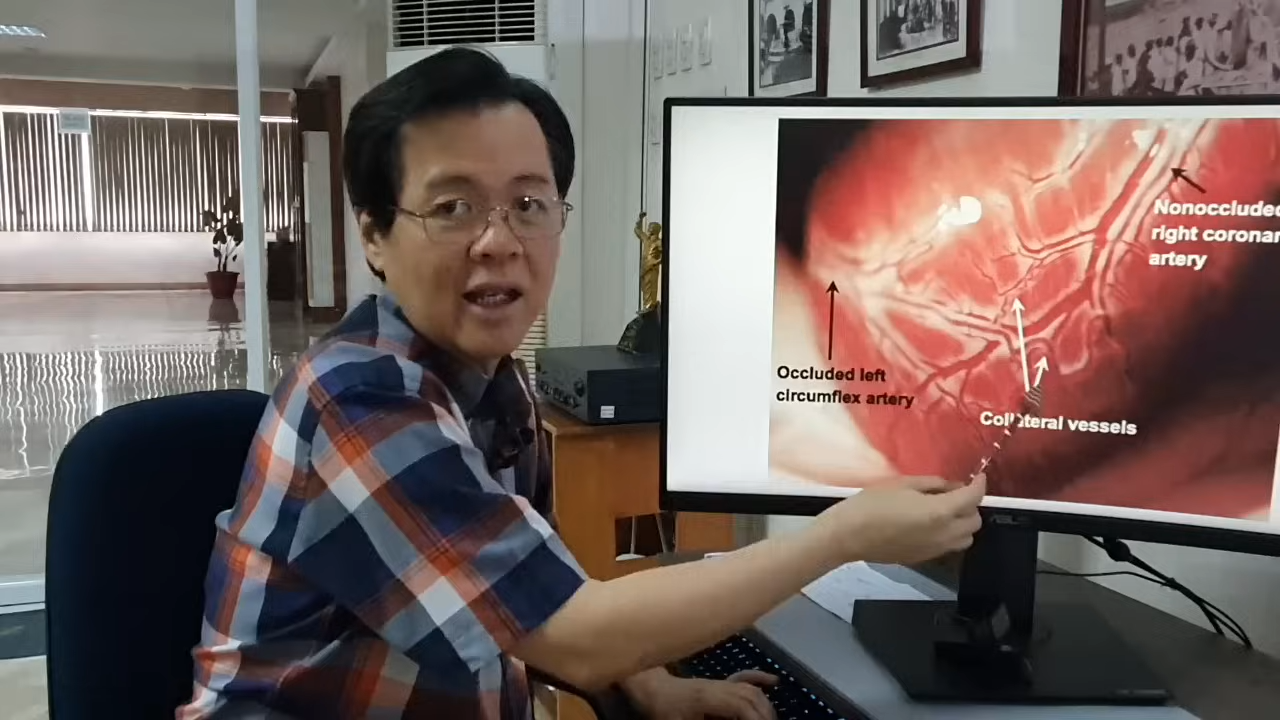 Nonoccluded
right coronar
artery
Occluded left
circumflex artery
Collateral vessels